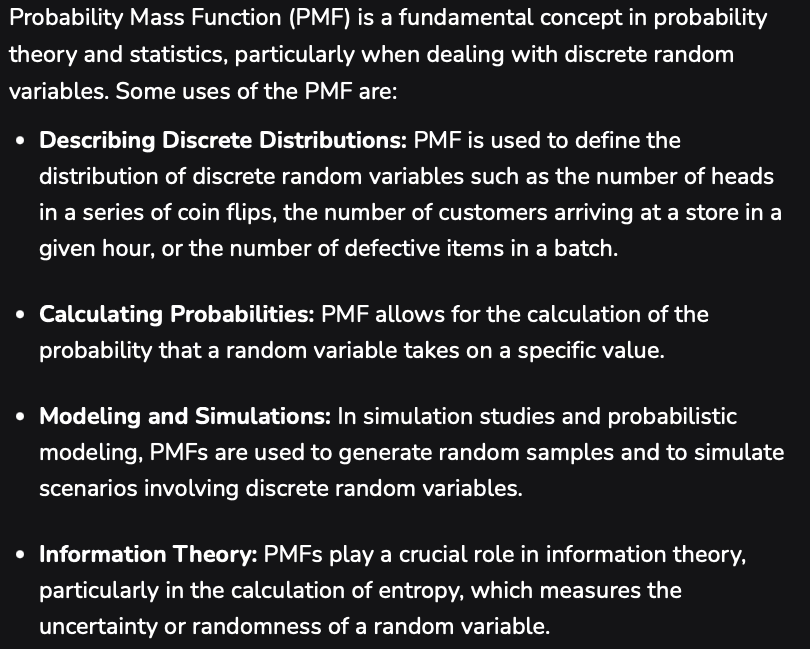 Probability Mass Function (PMF) is a fundamental concept in probability
theory and statistics, particularly when dealing with discrete random
variables. Some uses of the PMF are:
• Describing Discrete Distributions: PMF is used to define the
distribution of discrete random variables such as the number of heads
in a series of coin flips, the number of customers arriving at a store in a
given hour, or the number of defective items in a batch.
• Calculating Probabilities: PMF allows for the calculation of the
probability that a random variable takes on a specific value.
• Modeling and Simulations: In simulation studies and probabilistic
modeling, PMFs are used to generate random samples and to simulate
scenarios involving discrete random variables.
• Information Theory: PMFs play a crucial role in information theory,
particularly in the calculation of entropy, which measures the
uncertainty or randomness of a random variable.